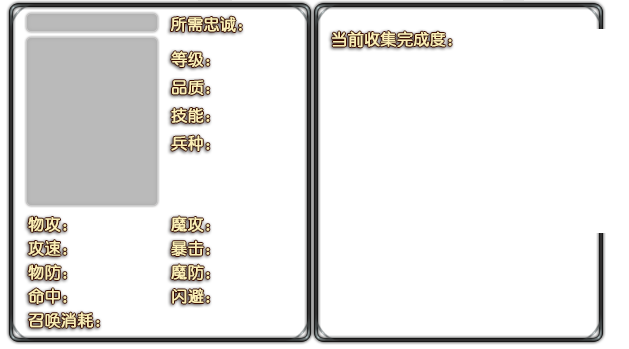 所需忠诚:
等级:
品质:
技能:
兵种:
物攻: 魔攻:
攻速: 暴击:
物防: 魔防:
命中: 闪避:
召唤消耗:
当前收集完成度: